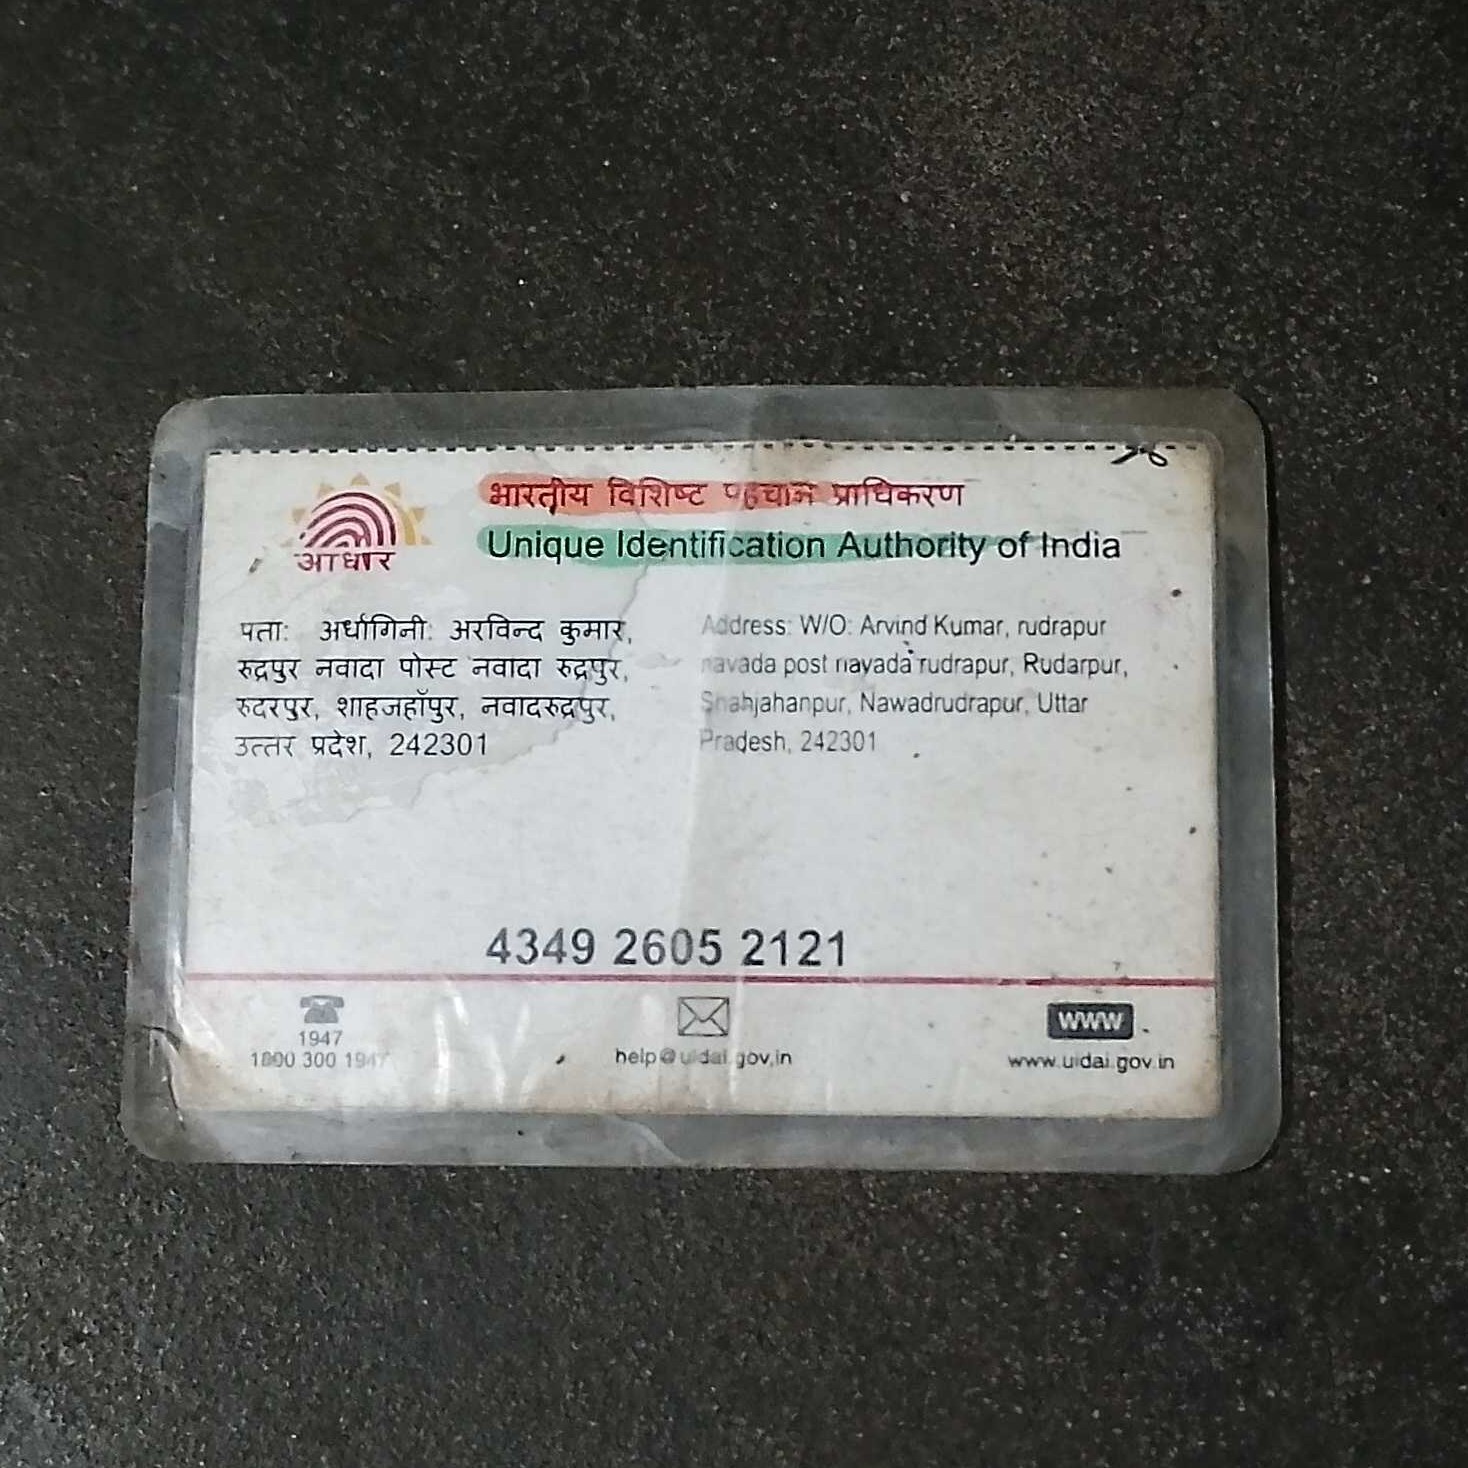 आधार
भारतीय विशिष्ट पहचान प्राधिकरण
Unique Identification Authority of India
पता: अर्धांगिनी: अरविन्द कुमार,
रुद्रपुर नवादा पोस्ट नवादा रुद्रपुर,
रुदरपुर, शाहजहाँपुर, नवादरुद्रपुर,
उत्तर प्रदेश, 242301
Address: W/O: Arvind Kumar, rudrapur
navada post navada rudrapur, Rudarpur,
Shahjahanpur, Nawadrudrapur, Uttar
Pradesh, 242301
4349 2605 2121
1947
1800 300 1947
help@uidai.gov.in
www
www.uidai.gov.in